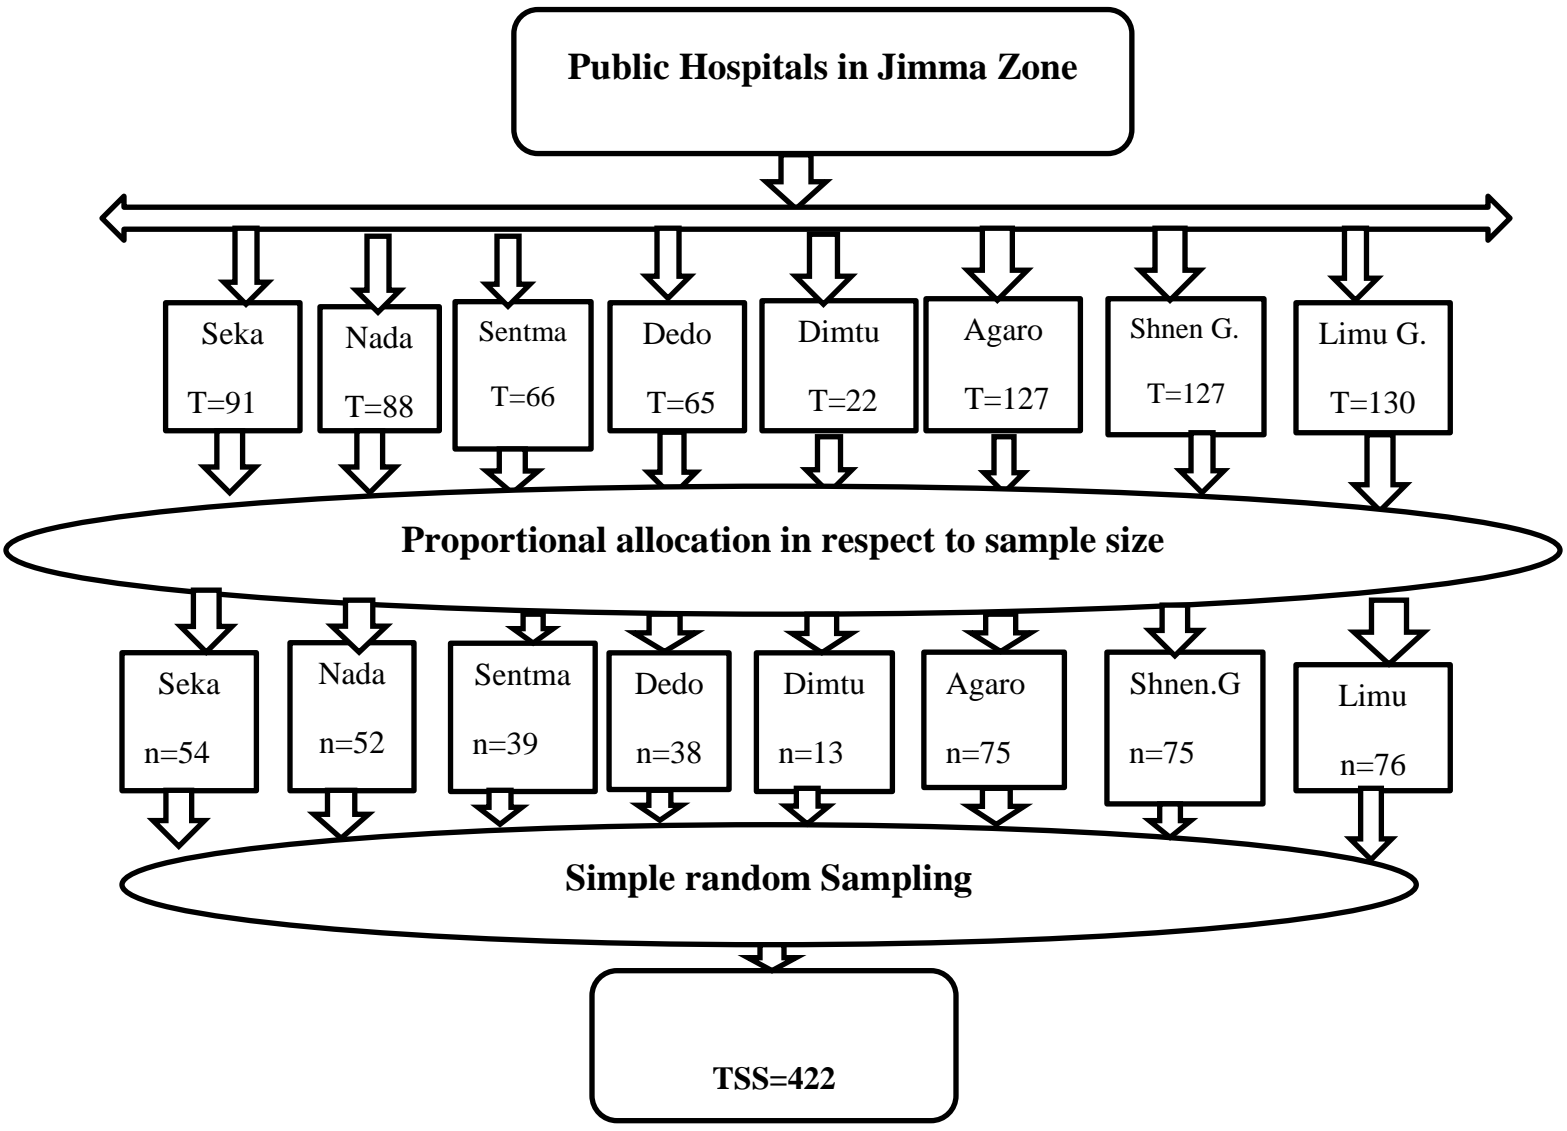 Public Hospitals in Jimma Zone
Seka
T=91
Nada
T=88
Sentma
T=66
Dedo
T=65
Dimtu
T=22
Agaro
T=127
Shnen G.
T=127
Limu G.
T=130
Proportional allocation in respect to sample size
Seka
n=54
Nada
n=52
Sentma
n=39
Dedo
n=38
Dimtu
n=13
Agaro
n=75
Shnen.G
n=75
Limu
n=76
Simple random Sampling
TSS=422